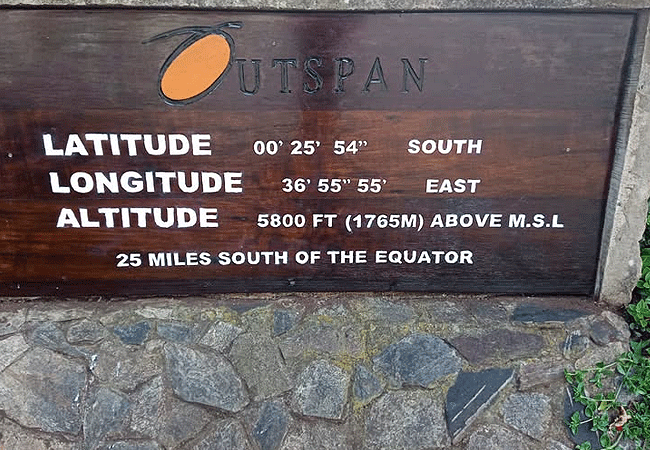 OUTSPAN
LATITUDE 00' 25' 54" SOUTH
LONGITUDE 36' 55" 55' EAST
ALTITUDE 5800 FT (1765M) ABOVE M.S.L
25 MILES SOUTH OF THE EQUATOR